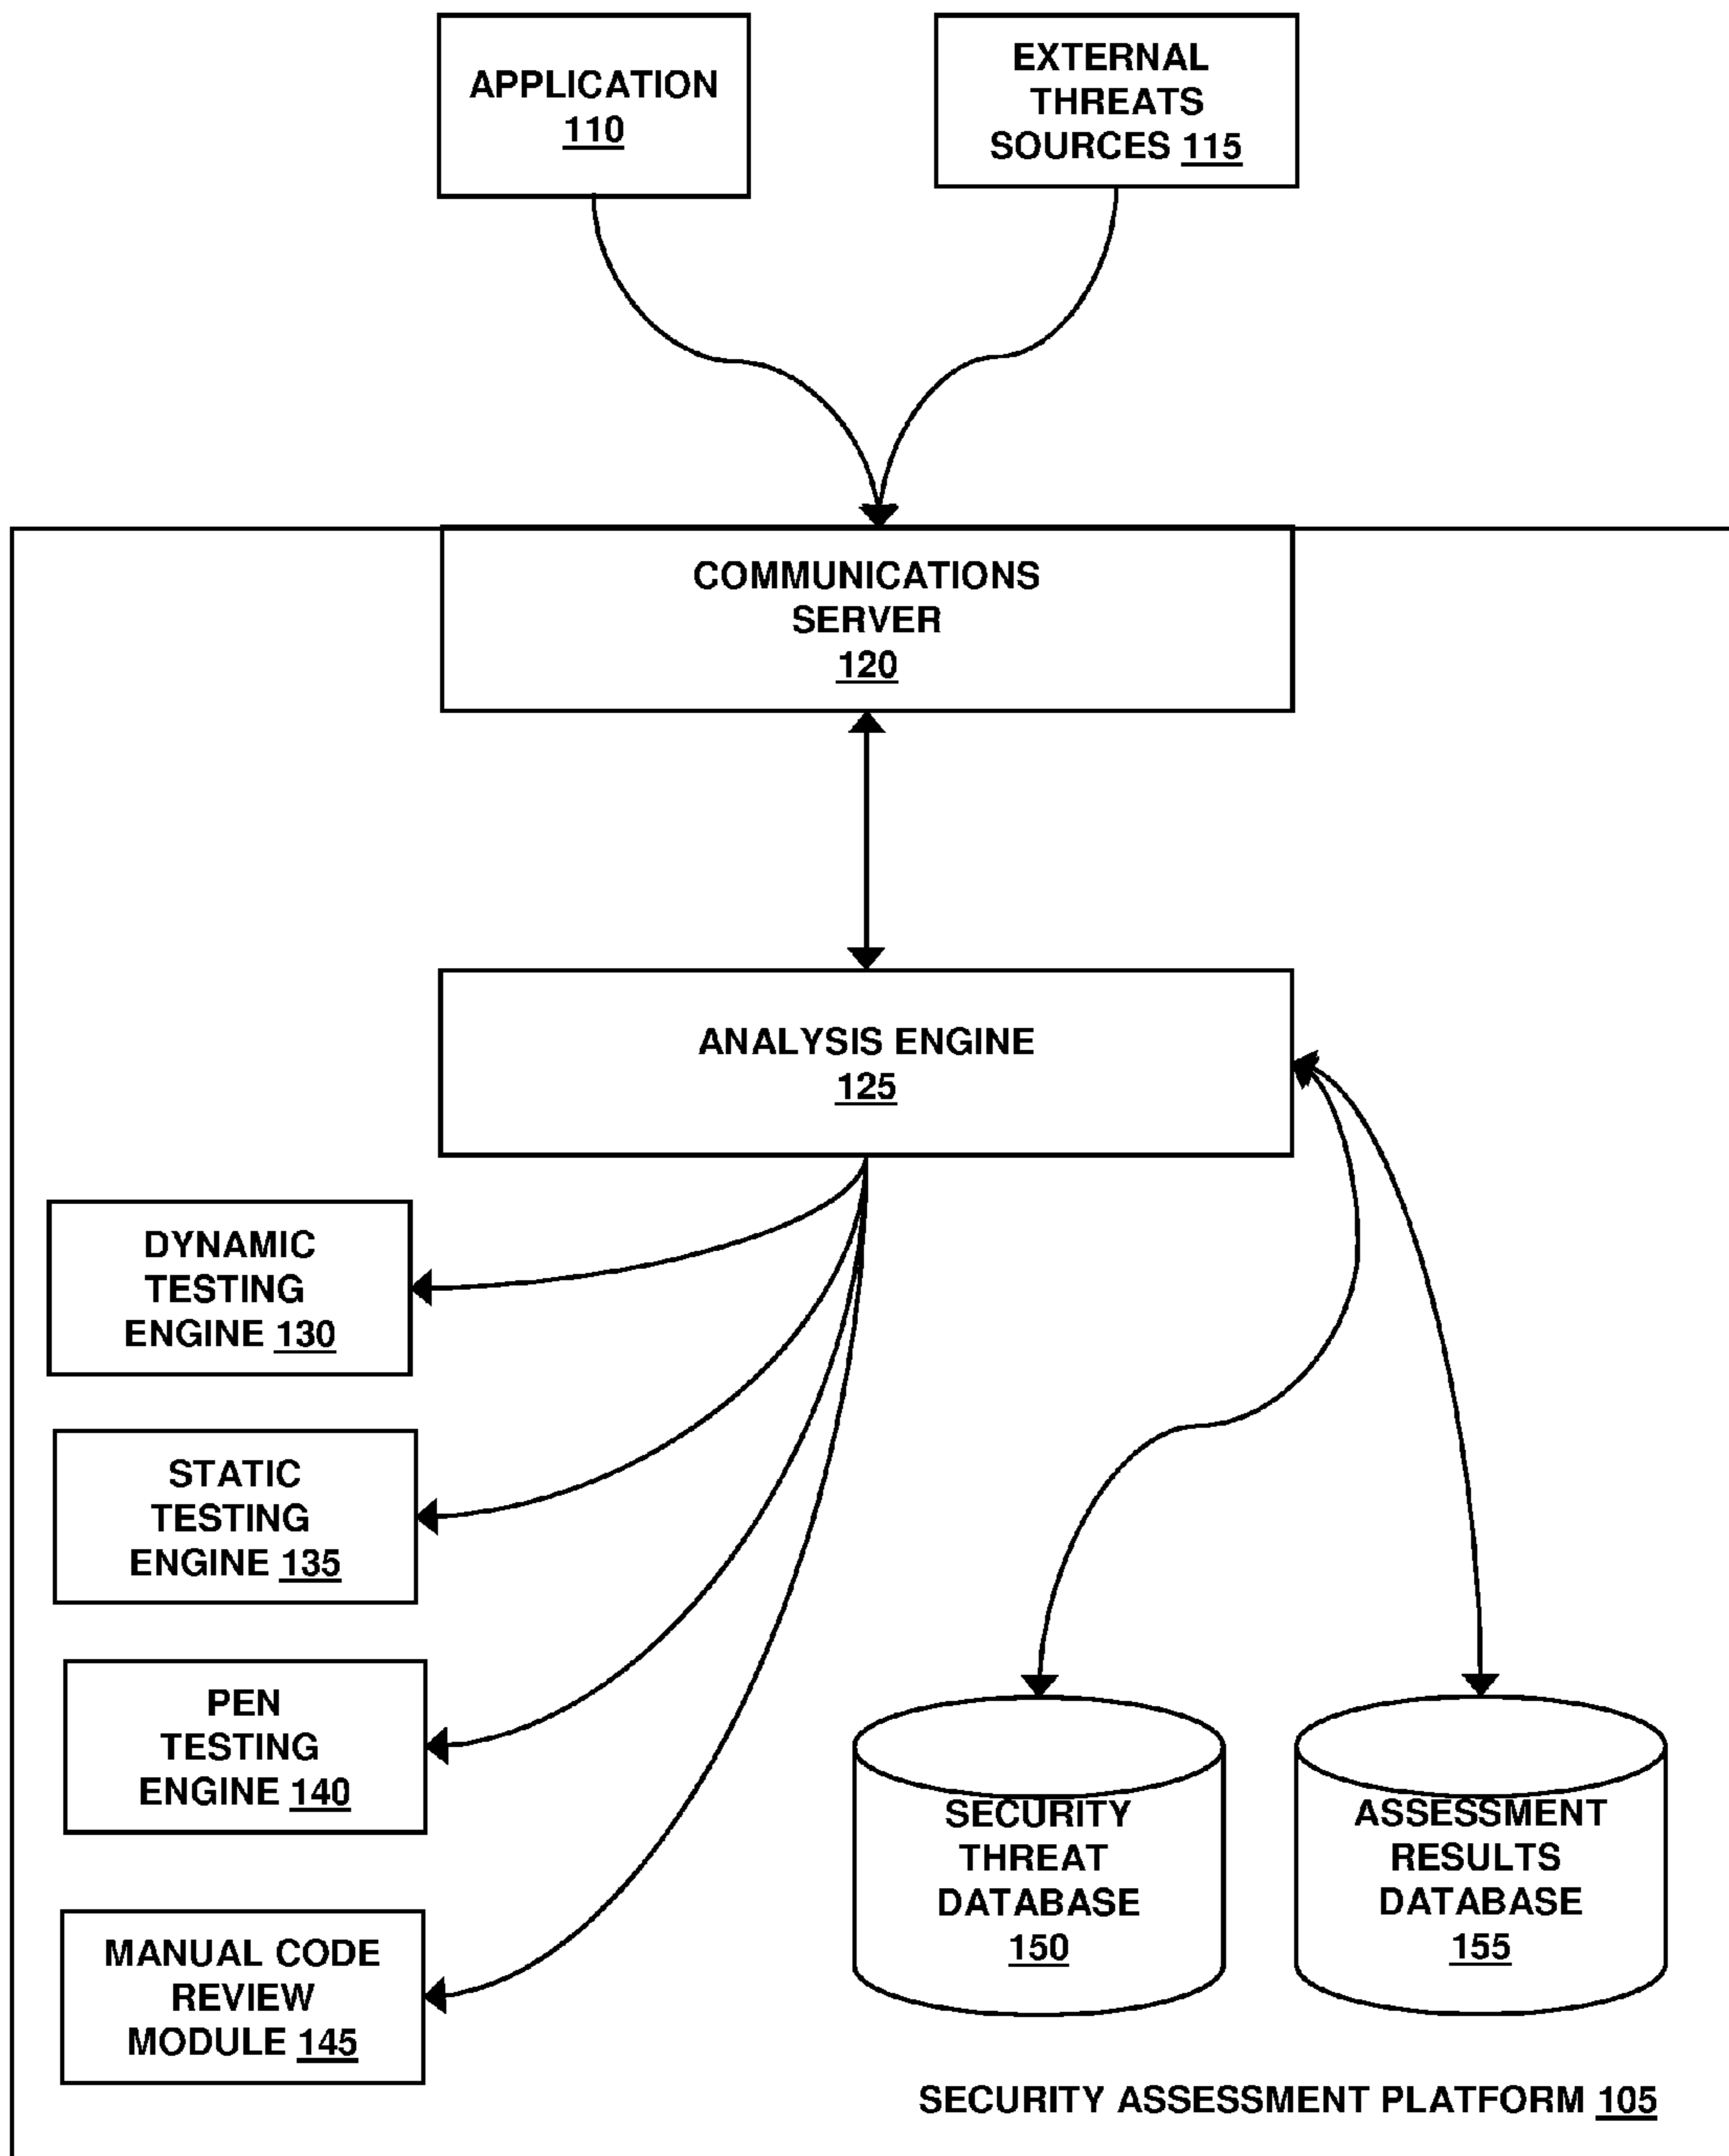 APPLICATION
110
EXTERNAL
THREATS
SOURCES 115
COMMUNICATIONS
SERVER
120
ANALYSIS ENGINE
125
DYNAMIC
TESTING
ENGINE 130
STATIC
TESTING
ENGINE 135
PEN
TESTING
ENGINE 140
MANUAL CODE
REVIEW
MODULE 145
SECURITY
THREAT
DATABASE
150
ASSESSMENT
RESULTS
DATABASE
155
SECURITY ASSESSMENT PLATFORM 105